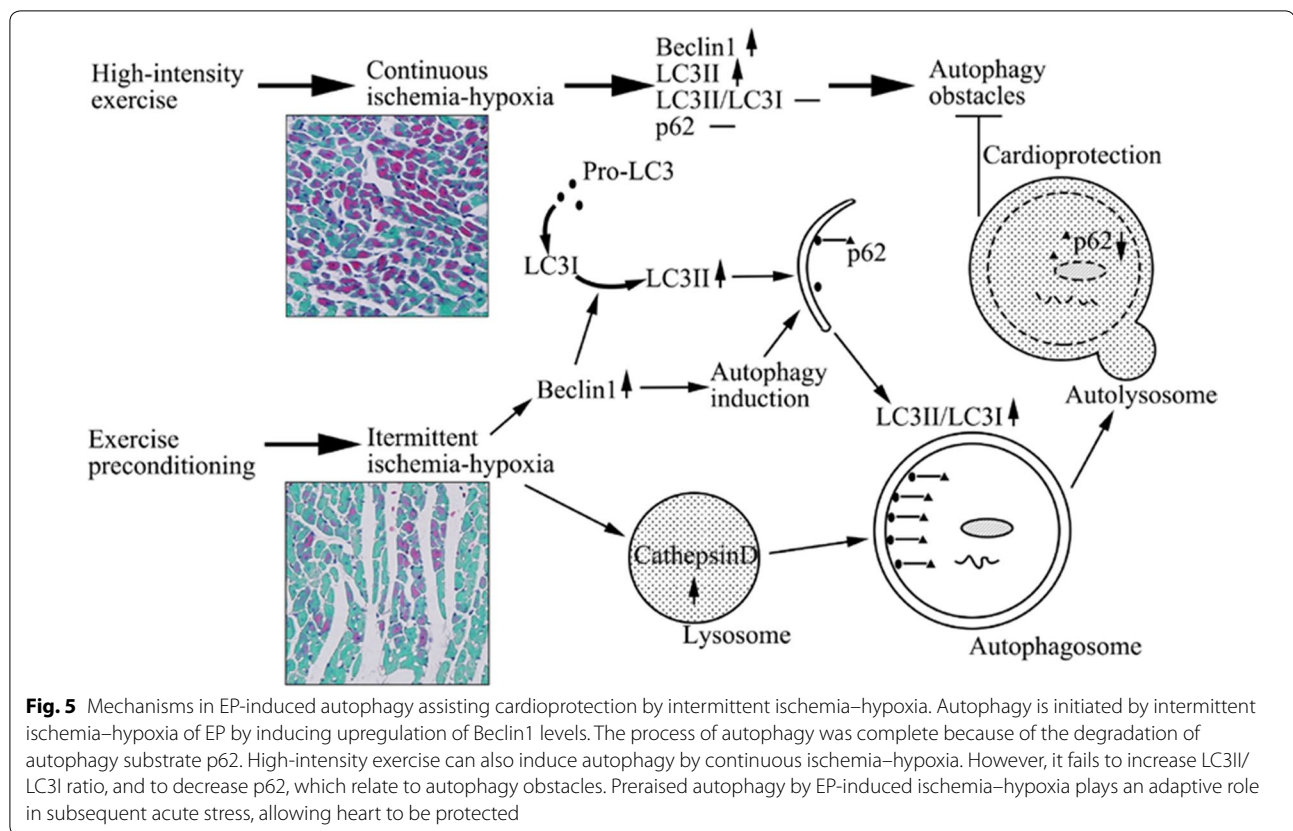 High-intensity
exercise
Continuous
ischemia-hypoxia
Beclin1
LC3II
LC3II/LC3I —
p62 —
Autophagy
obstacles
Cardioprotection
Pro-LC3
LC3I
LC3II
p62
p62
Beclin1
Autophagy
induction
LC3II/LC3I
Autolysosome
Exercise
preconditioning
Itermittent
ischemia-hypoxia
CathepsinD
Lysosome
Autophagosome
Fig. 5 Mechanisms in EP-induced autophagy assisting cardioprotection by intermittent ischemia–hypoxia. Autophagy is initiated by intermittent
ischemia–hypoxia of EP by inducing upregulation of Beclin1 levels. The process of autophagy was complete because of the degradation of
autophagy substrate p62. High-intensity exercise can also induce autophagy by continuous ischemia–hypoxia. However, it fails to increase LC3II/
LC3I ratio, and to decrease p62, which relate to autophagy obstacles. Preraised autophagy by EP-induced ischemia–hypoxia plays an adaptive role
in subsequent acute stress, allowing heart to be protected